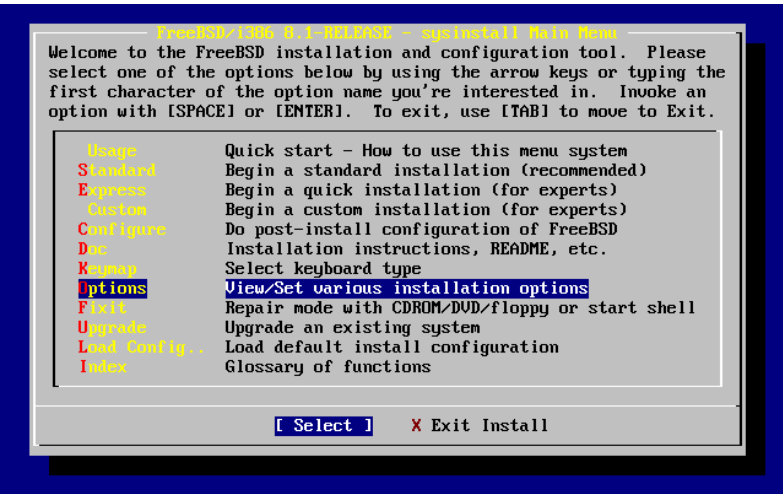 FreeBSD/i386 8.1-RELEASE - sysinstall Main Menu
Welcome to the FreeBSD installation and configuration tool.  Please
select one of the options below by using the arrow keys or typing the
first character of the option name you're interested in.  Invoke an
option with [SPACE] or [ENTER].  To exit, use [TAB] to move to Exit.
Usage Quick start - How to use this menu system
Standard Begin a standard installation (recommended)
Express Begin a quick installation (for experts)
Custom Begin a custom installation (for experts)
Configure Do post-install configuration of FreeBSD
Doc Installation instructions, README, etc.
Keymap Select keyboard type
Options View/Set various installation options
Fixit Repair mode with CDROM/DVD/floppy or start shell
Upgrade Upgrade an existing system
Load Config.. Load default install configuration
Index Glossary of functions
[ Select ] X Exit Install